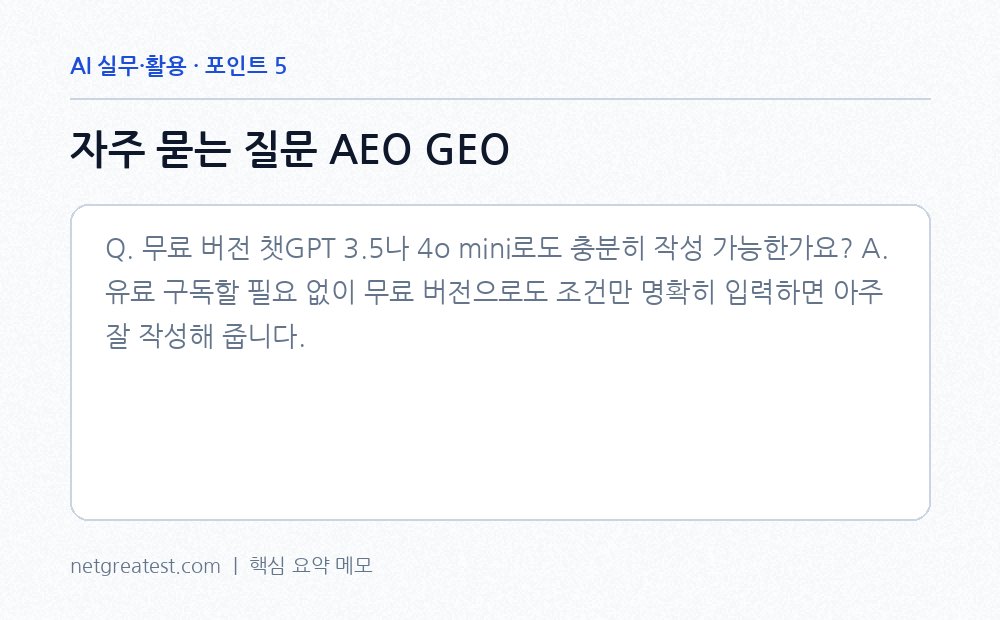 AI 실무·활용 · 포인트 5
자주 묻는 질문 AEO GEO
Q. 무료 버전 챗GPT 3.5나 4o mini로도 충분히 작성 가능한가요? A.
유료 구독할 필요 없이 무료 버전으로도 조건만 명확히 입력하면 아주
잘 작성해 줍니다.
netgreatest.com | 핵심 요약 메모